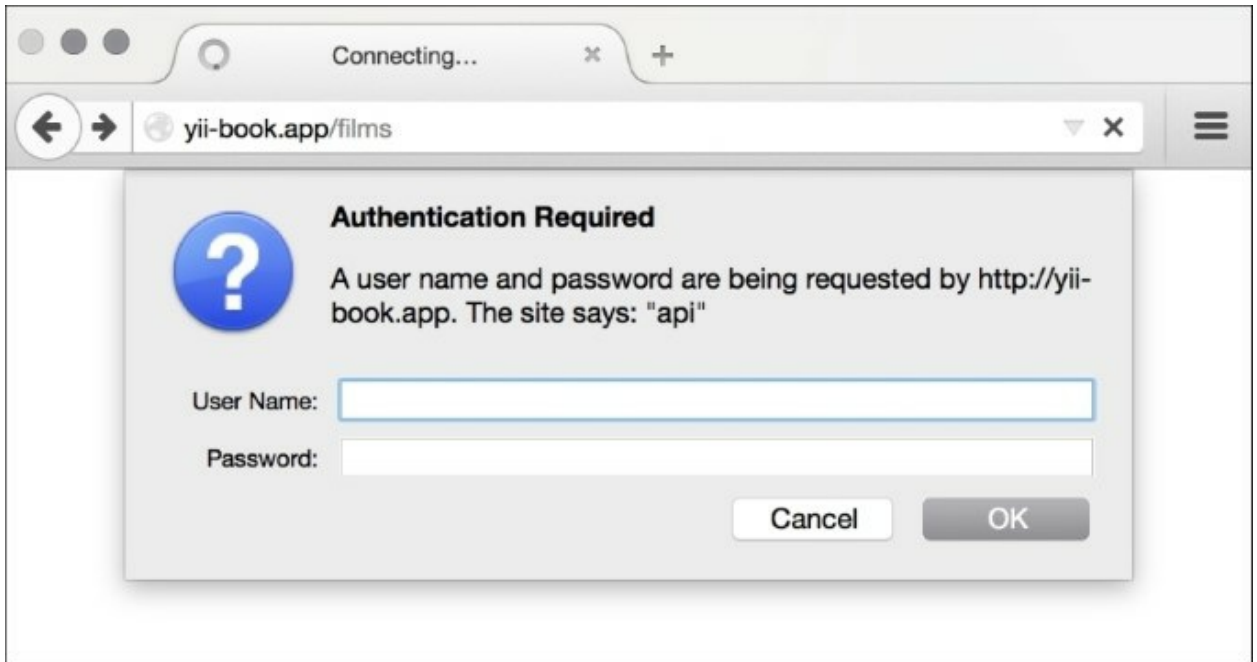 Connecting...
yii-book.app/films
Authentication Required
A user name and password are being requested by http://yii-
book.app. The site says: "api"
User Name:
Password:
Cancel OK